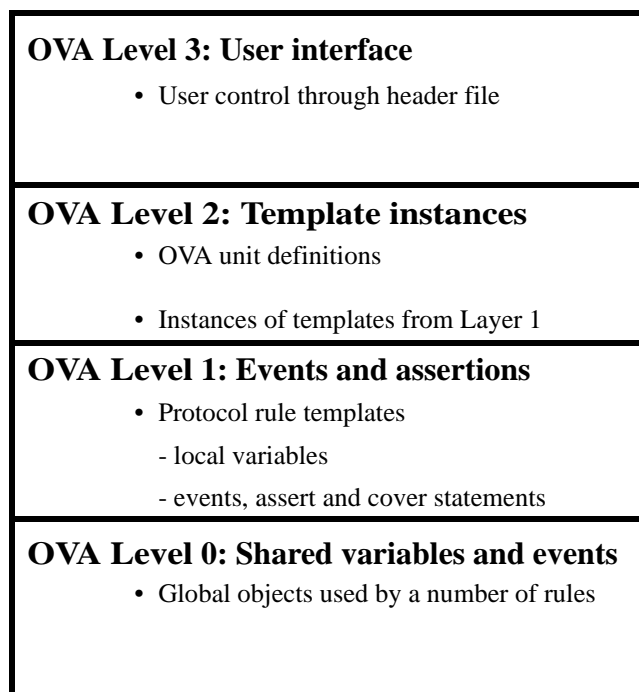 OVA Level 3: User interface
• User control through header file
OVA Level 2: Template instances
• OVA unit definitions
• Instances of templates from Layer 1
OVA Level 1: Events and assertions
• Protocol rule templates
- local variables
- events, assert and cover statements
OVA Level 0: Shared variables and events
• Global objects used by a number of rules